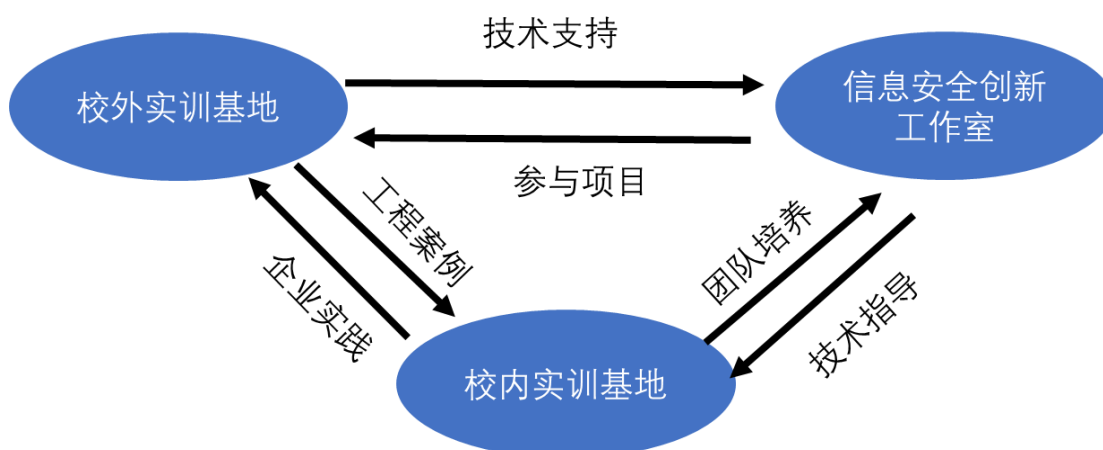 技术支持
校外实训基地
信息安全创新
工作室
参与项目
工程案例
企业实践
团队培养
技术指导
校内实训基地